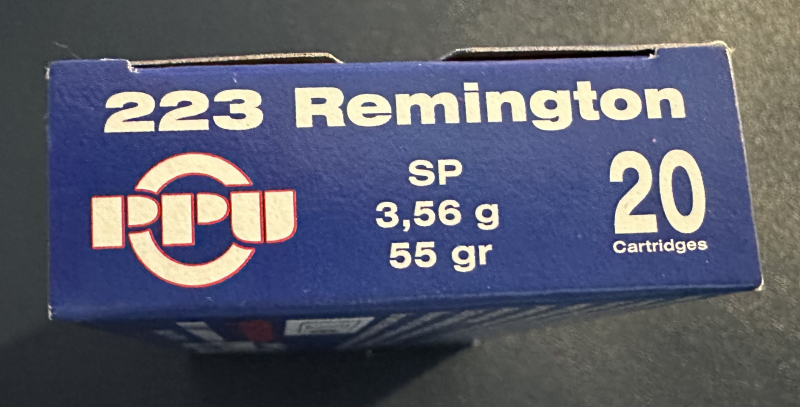 223 Remington
PPU
SP
3,56 g
55 gr
20
Cartridges